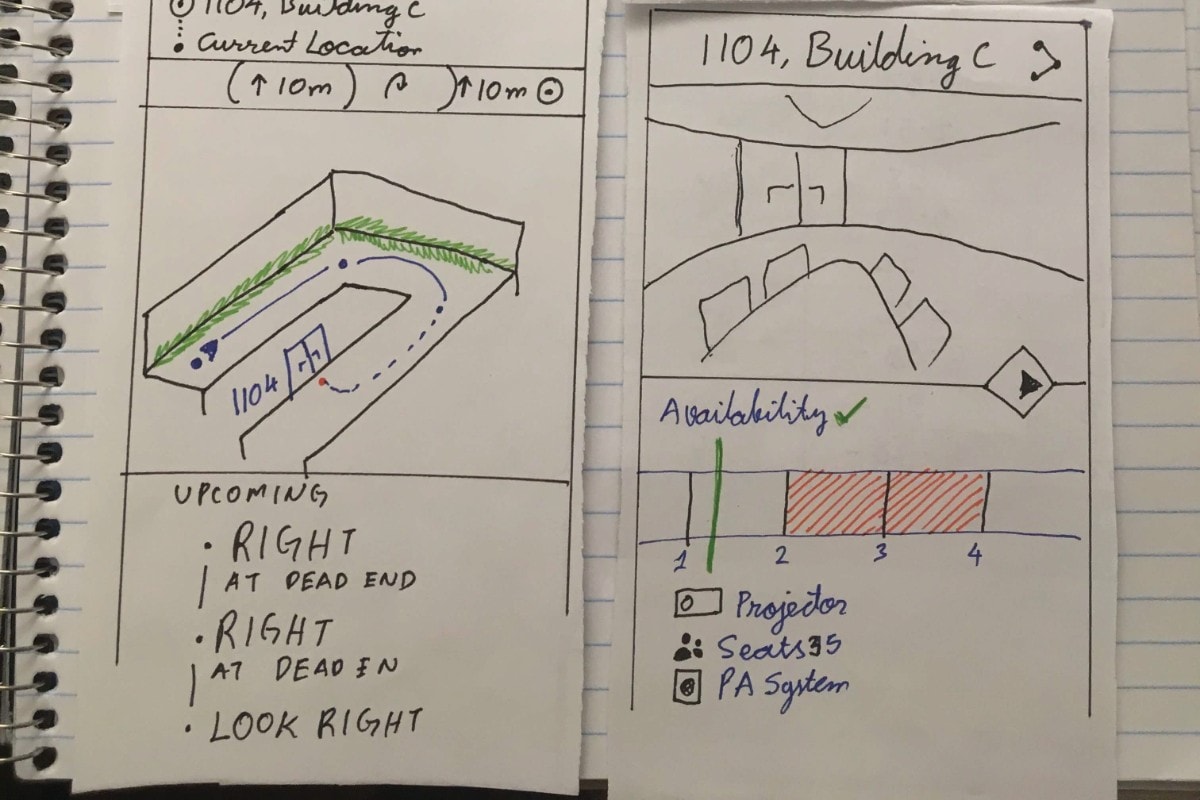 1104, Building C
Current Location
(↑10m) )↑10m
1104
UPCOMING
• RIGHT
AT DEAD END
• RIGHT
AT DEAD IN
• LOOK RIGHT
1104, Building C
Availability ✓
1 2 3 4
Projector
Seats 35
PA System